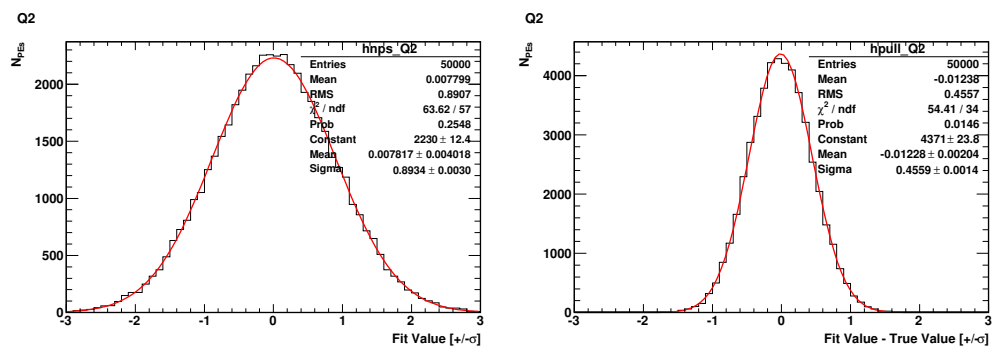 Q2
N_PEs
hnps_Q2
Entries 50000
Mean 0.007799
RMS 0.8907
χ² / ndf 63.62 / 57
Prob 0.2548
Constant 2230 ± 12.4
Mean 0.007817 ± 0.004018
Sigma 0.8934 ± 0.0030
2000
1500
1000
500
0
-3 -2 -1 0 1 2 3
Fit Value [+/-σ]
Q2
N_PEs
hpull_Q2
Entries 50000
Mean -0.01238
RMS 0.4557
χ² / ndf 54.41 / 34
Prob 0.0146
Constant 4371 ± 23.8
Mean -0.01228 ± 0.00204
Sigma 0.4559 ± 0.0014
4000
3000
2000
1000
0
-3 -2 -1 0 1 2 3
Fit Value - True Value [+/-σ]